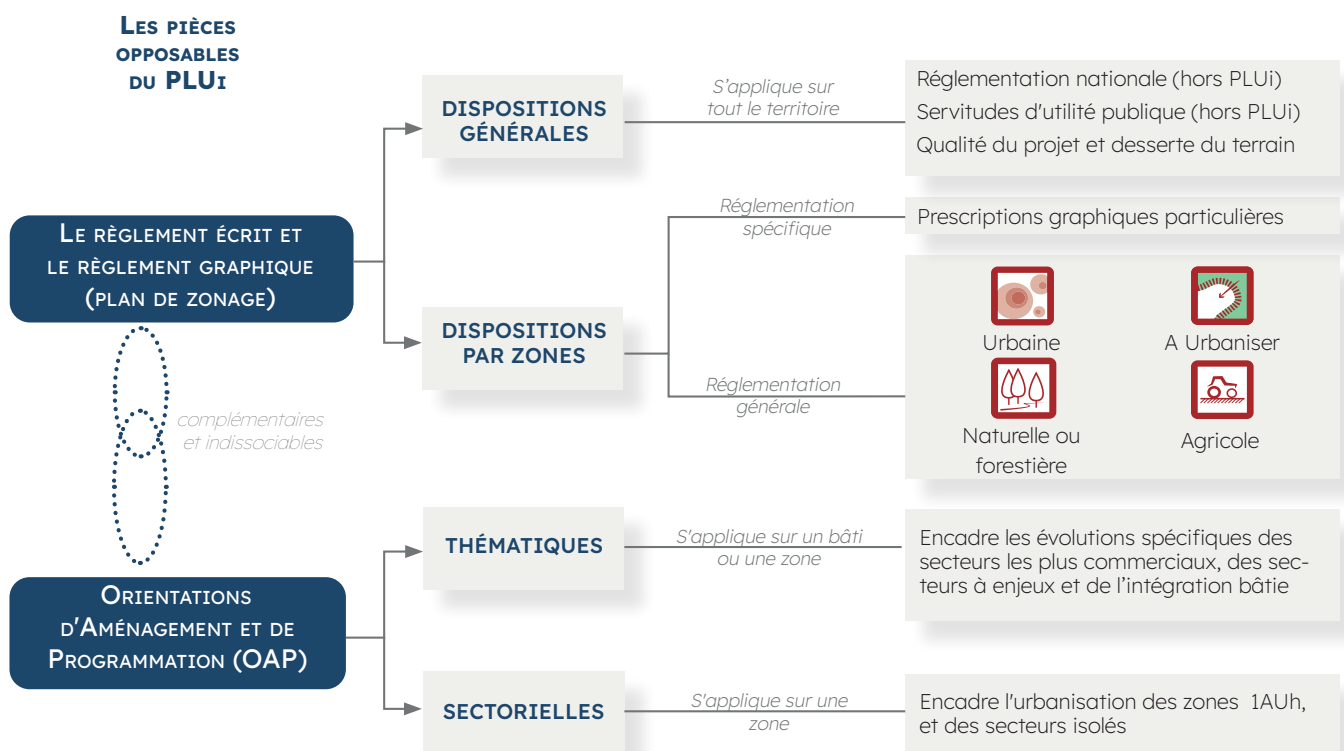 Les pièces
opposables
du PLUi
Le règlement écrit et
le règlement graphique
(plan de zonage)
complémentaires
et indissociables
Orientations
d'Aménagement et de
Programmation (OAP)
DISPOSITIONS
GÉNÉRALES
S'applique sur
tout le territoire
Réglementation nationale (hors PLUi)
Servitudes d'utilité publique (hors PLUi)
Qualité du projet et desserte du terrain
DISPOSITIONS
PAR ZONES
Réglementation
spécifique
Prescriptions graphiques particulières
Réglementation
générale
Urbaine
A Urbaniser
Naturelle ou
forestière
Agricole
THÉMATIQUES
S'applique sur un bâti
ou une zone
Encadre les évolutions spécifiques des
secteurs les plus commerciaux, des sec-
teurs à enjeux et de l'intégration bâtie
SECTORIELLES
S'applique sur une
zone
Encadre l'urbanisation des zones 1AUh,
et des secteurs isolés